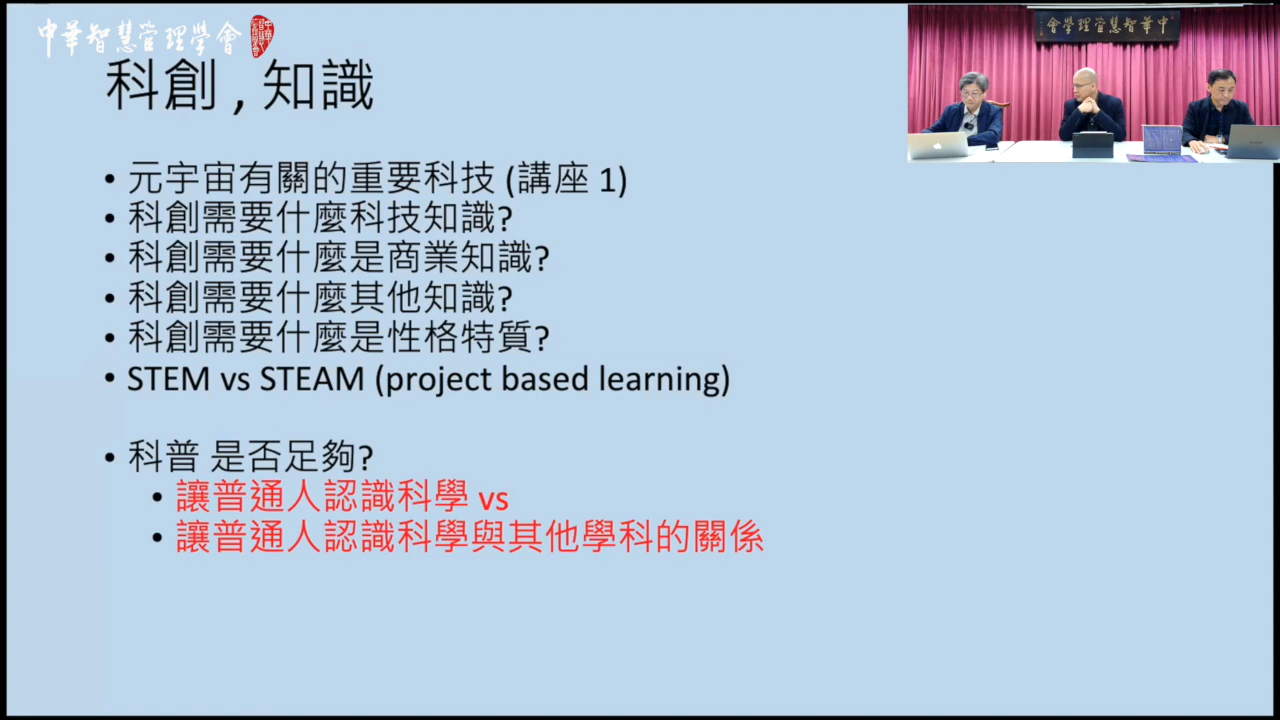 中華智慧管理學會
科創 , 知識
• 元宇宙有關的重要科技 (講座 1)
• 科創需要什麼科技知識?
• 科創需要什麼是商業知識?
• 科創需要什麼其他知識?
• 科創需要什麼是性格特質?
• STEM vs STEAM (project based learning)
• 科普 是否足夠?
• 讓普通人認識科學 vs
• 讓普通人認識科學與其他學科的關係
會學理管慧智華中